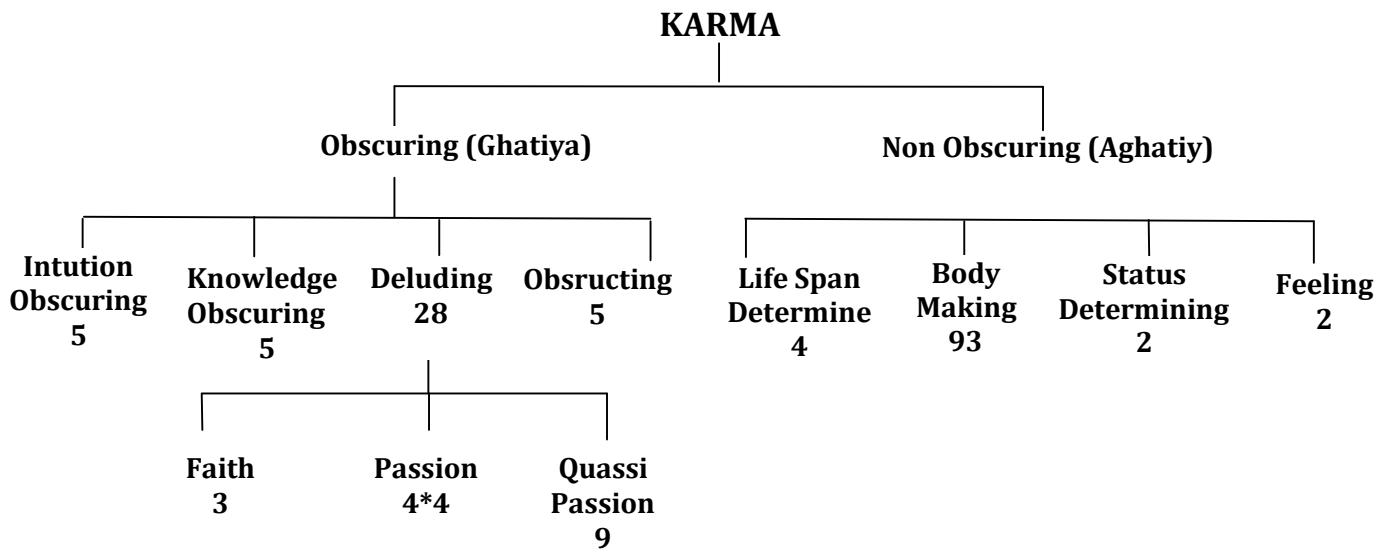 KARMA
Obscuring (Ghatiya)
Non Obscuring (Aghatiy)
Intution
Obscuring
5
Knowledge
Obscuring
5
Deluding
28
Obsructing
5
Life Span
Determine
4
Body
Making
93
Status
Determining
2
Feeling
2
Faith
3
Passion
4*4
Quassi
Passion
9